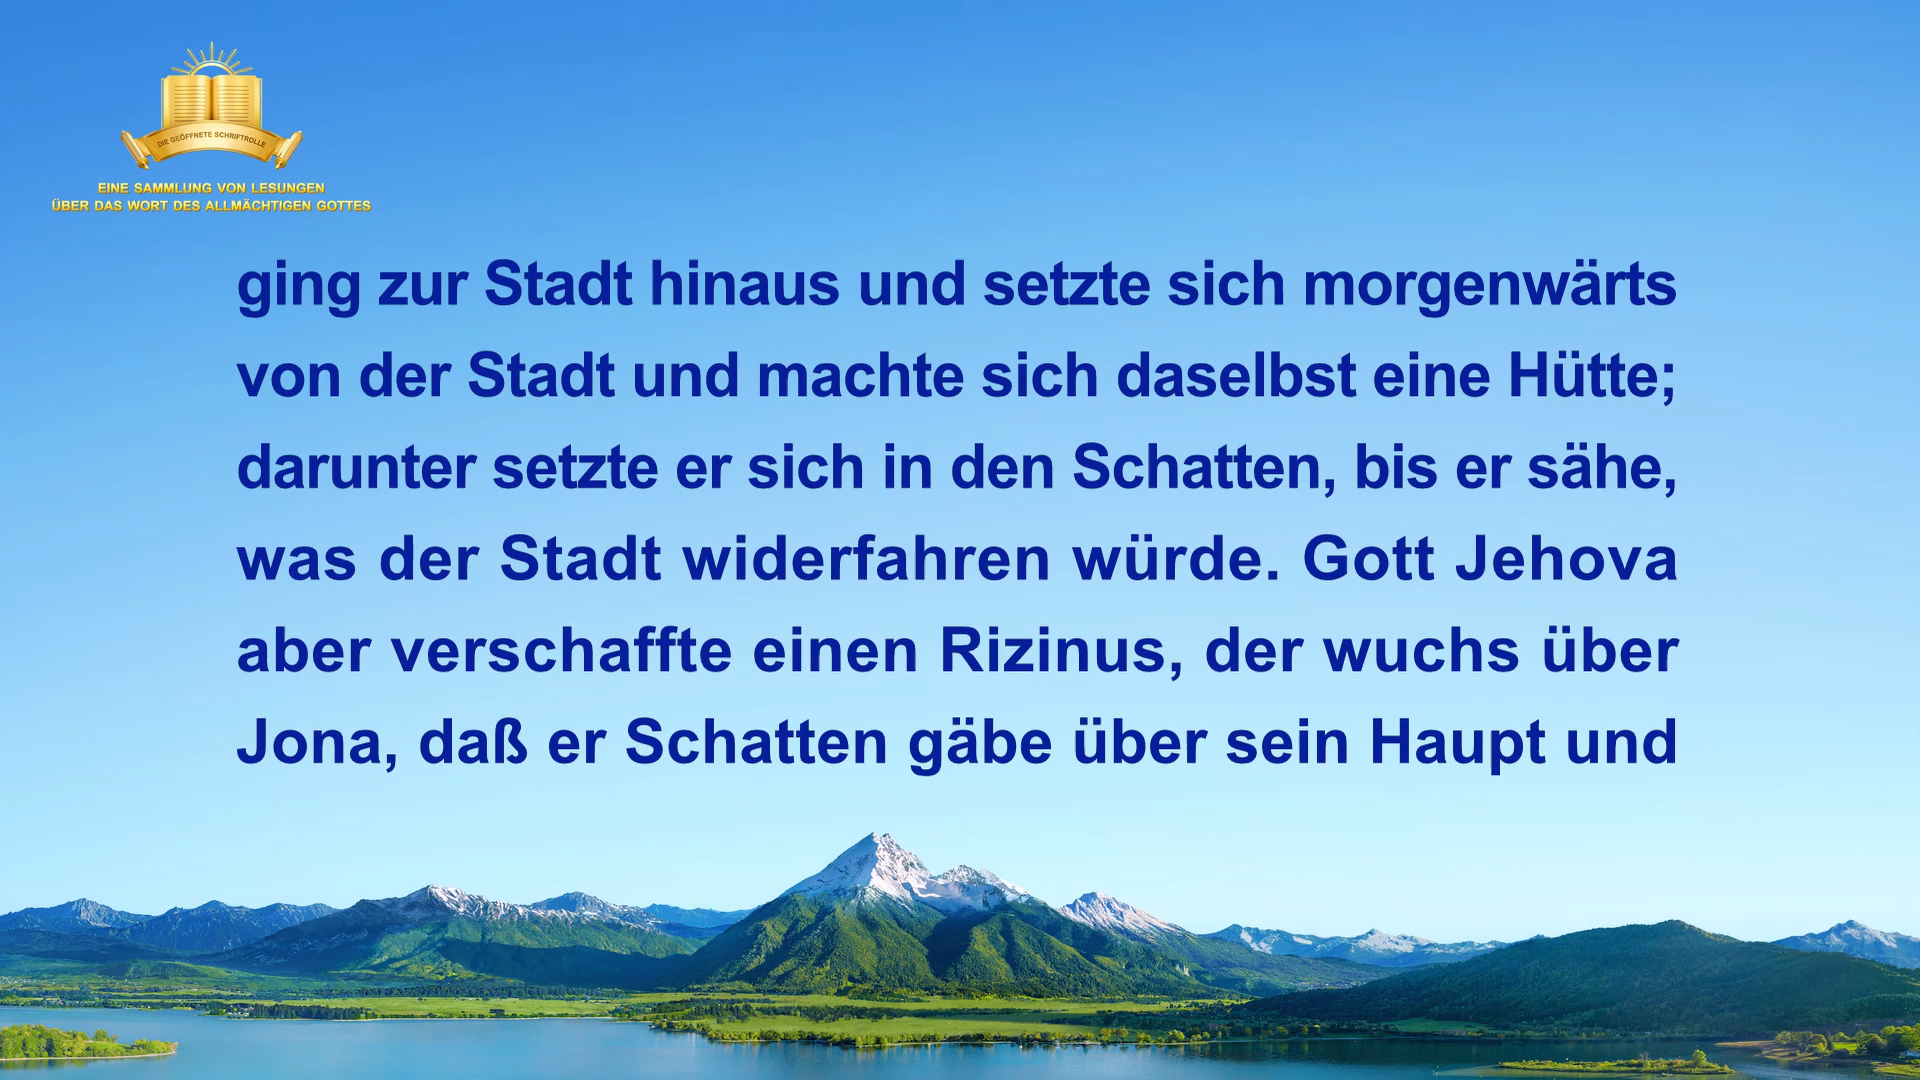 DIE GEÖFFNETE SCHRIFTROLLE
EINE SAMMLUNG VON LESUNGEN
ÜBER DAS WORT DES ALLMÄCHTIGEN GOTTES
ging zur Stadt hinaus und setzte sich morgenwärts
von der Stadt und machte sich daselbst eine Hütte;
darunter setzte er sich in den Schatten, bis er sähe,
was der Stadt widerfahren würde. Gott Jehova
aber verschaffte einen Rizinus, der wuchs über
Jona, daß er Schatten gäbe über sein Haupt und